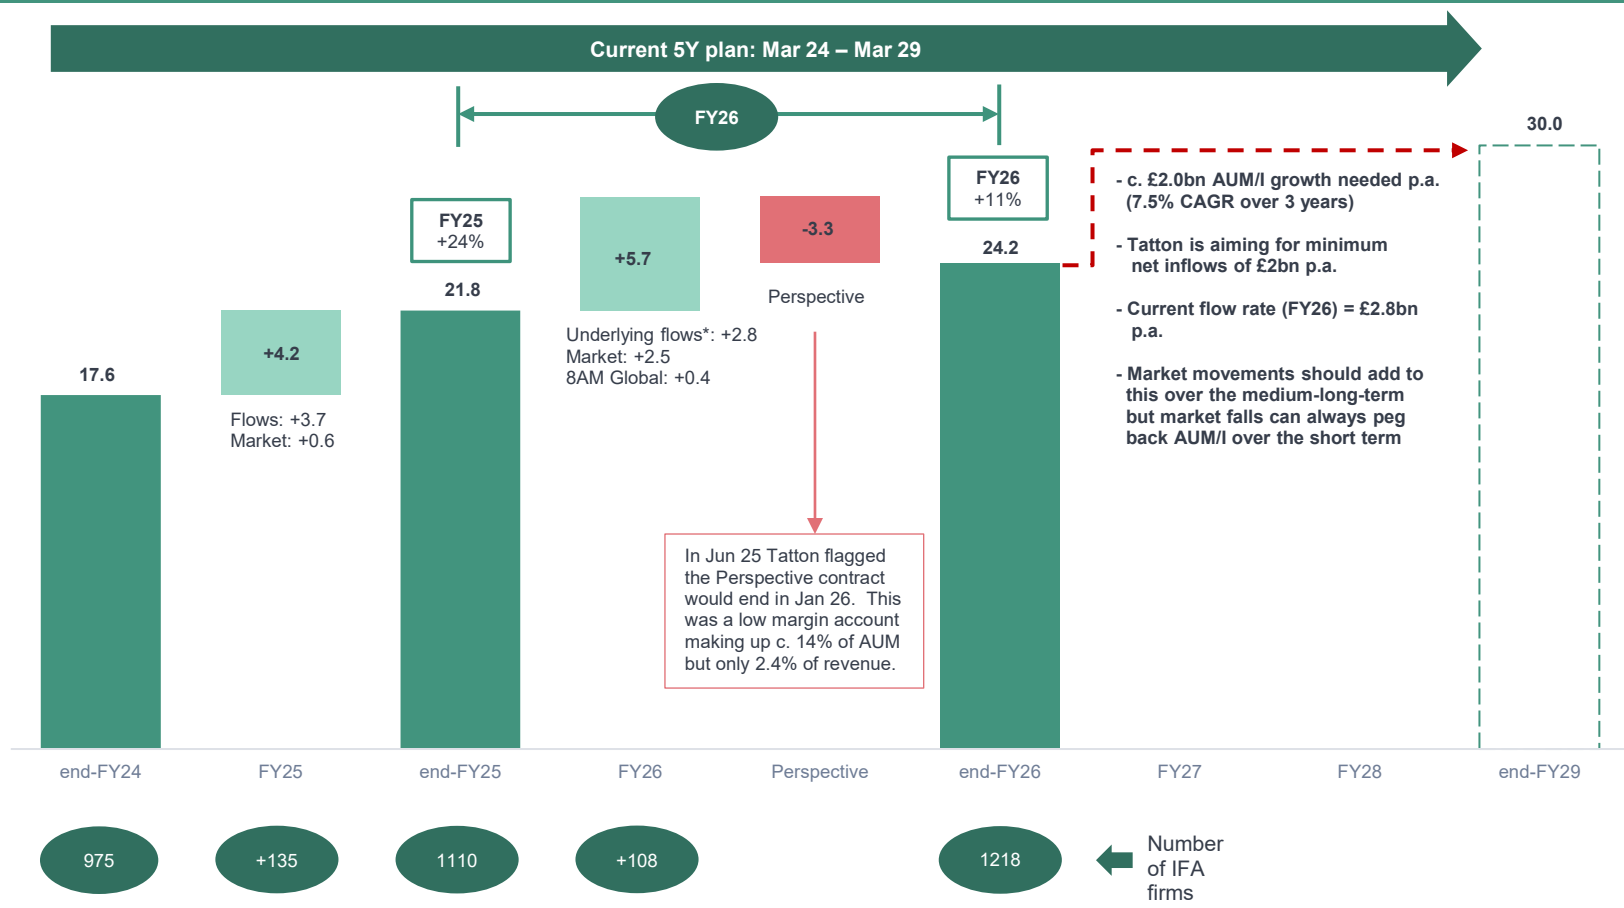 Current 5Y plan: Mar 24 – Mar 29
FY26
30.0
FY25
+24%
21.8
+5.7
-3.3
Perspective
FY26
+11%
24.2
- c. £2.0bn AUM/I growth needed p.a.
(7.5% CAGR over 3 years)
- Tatton is aiming for minimum
net inflows of £2bn p.a.
- Current flow rate (FY26) = £2.8bn
p.a.
- Market movements should add to
this over the medium-long-term
but market falls can always peg
back AUM/I over the short term
17.6
+4.2
Flows: +3.7
Market: +0.6
Underlying flows*: +2.8
Market: +2.5
8AM Global: +0.4
In Jun 25 Tatton flagged
the Perspective contract
would end in Jan 26.  This
was a low margin account
making up c. 14% of AUM
but only 2.4% of revenue.
end-FY24
FY25
end-FY25
FY26
Perspective
end-FY26
FY27
FY28
end-FY29
975
+135
1110
+108
1218
Number
of IFA
firms